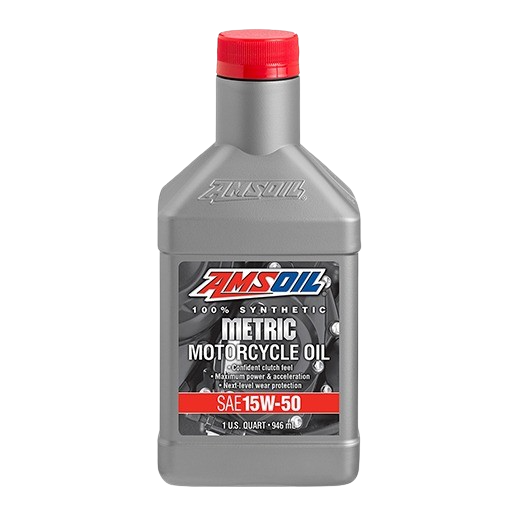 AMSOIL
AMSOIL
100% SYNTHETIC
METRIC
MOTORCYCLE OIL
• Confident clutch feel
• Maximum power & acceleration
• Next-level wear protection
SAE 15W-50
1 U.S. QUART • 946 mL